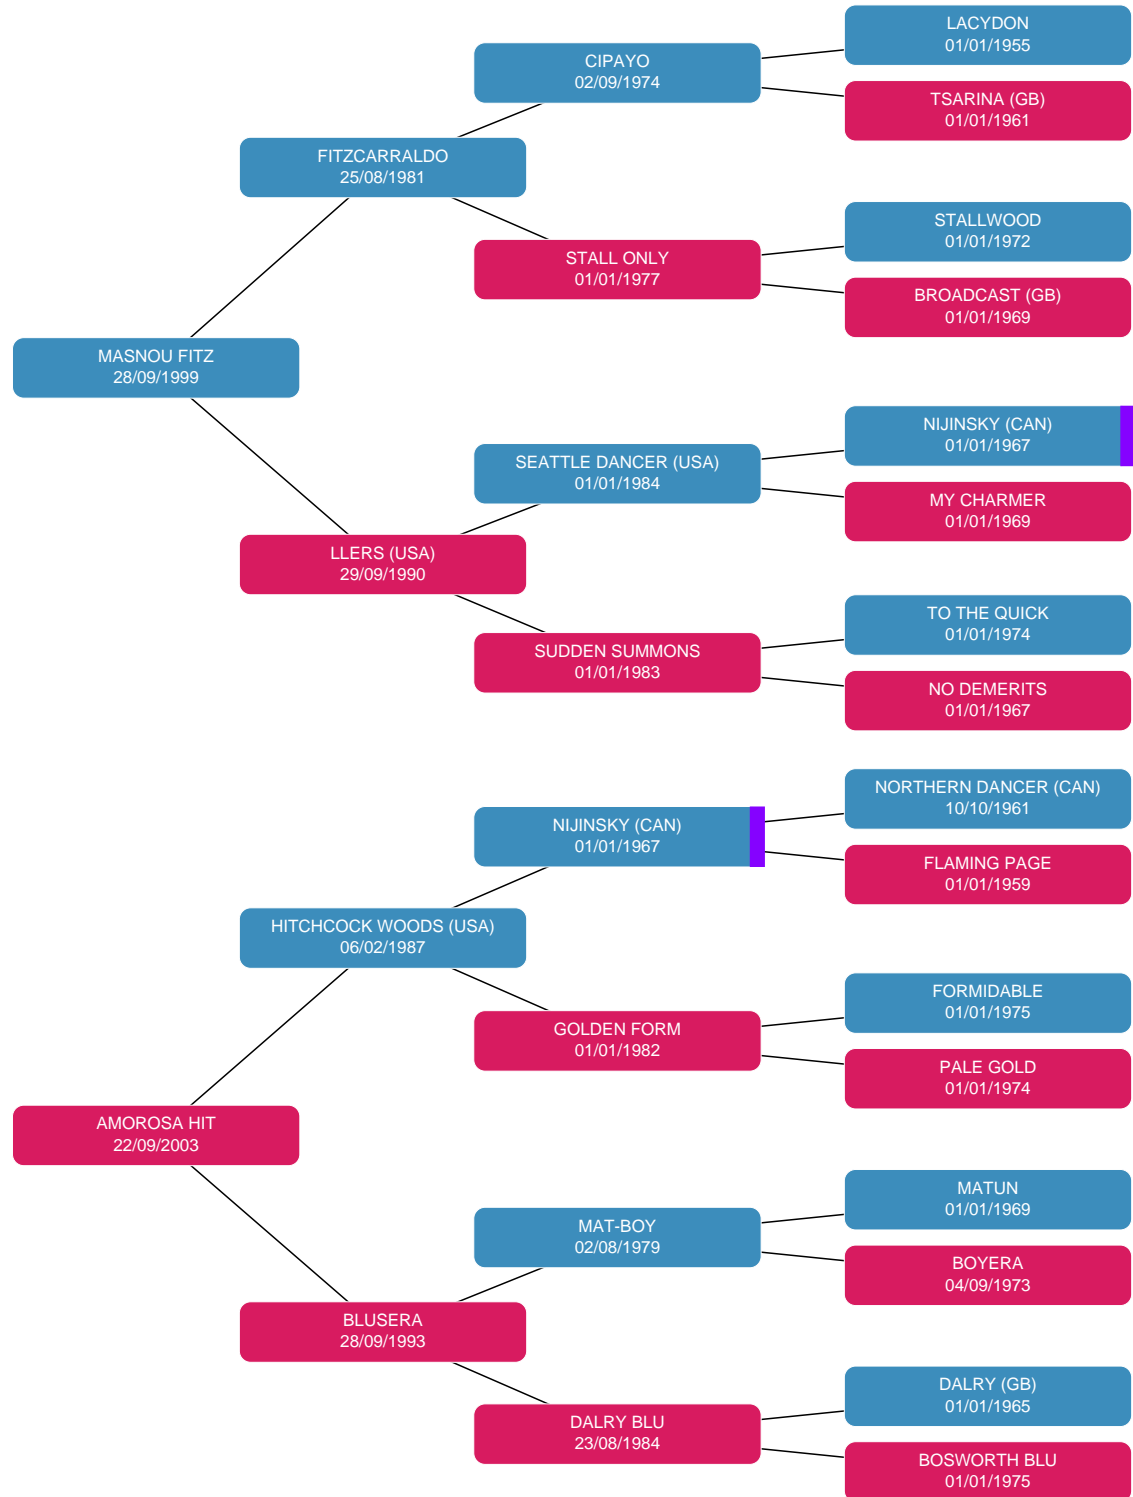 LACYDON
01/01/1955
CIPAYO
02/09/1974
TSARINA (GB)
01/01/1961
FITZCARRALDO
25/08/1981
STALLWOOD
01/01/1972
STALL ONLY
01/01/1977
BROADCAST (GB)
01/01/1969
MASNOU FITZ
28/09/1999
NIJINSKY (CAN)
01/01/1967
SEATTLE DANCER (USA)
01/01/1984
MY CHARMER
01/01/1969
LLERS (USA)
29/09/1990
TO THE QUICK
01/01/1974
SUDDEN SUMMONS
01/01/1983
NO DEMERITS
01/01/1967
NORTHERN DANCER (CAN)
10/10/1961
NIJINSKY (CAN)
01/01/1967
FLAMING PAGE
01/01/1959
HITCHCOCK WOODS (USA)
06/02/1987
FORMIDABLE
01/01/1975
GOLDEN FORM
01/01/1982
PALE GOLD
01/01/1974
AMOROSA HIT
22/09/2003
MATUN
01/01/1969
MAT-BOY
02/08/1979
BOYERA
04/09/1973
BLUSERA
28/09/1993
DALRY (GB)
01/01/1965
DALRY BLU
23/08/1984
BOSWORTH BLU
01/01/1975